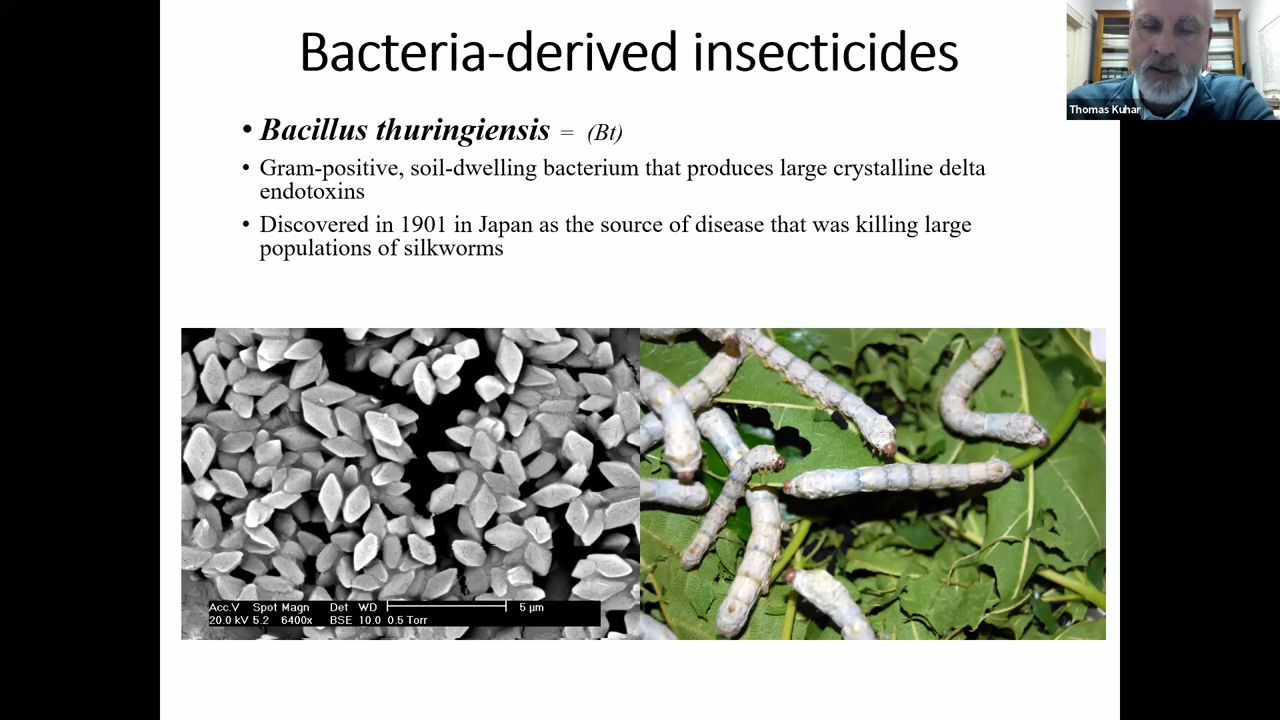 Bacteria-derived insecticides
Thomas Kuhar
• Bacillus thuringiensis = (Bt)
• Gram-positive, soil-dwelling bacterium that produces large crystalline delta
endotoxins
• Discovered in 1901 in Japan as the source of disease that was killing large
populations of silkworms
Acc.V Spot Magn Det WD 5 µm
20.0 kV 5.2 6400x BSE 10.0 0.5 Torr